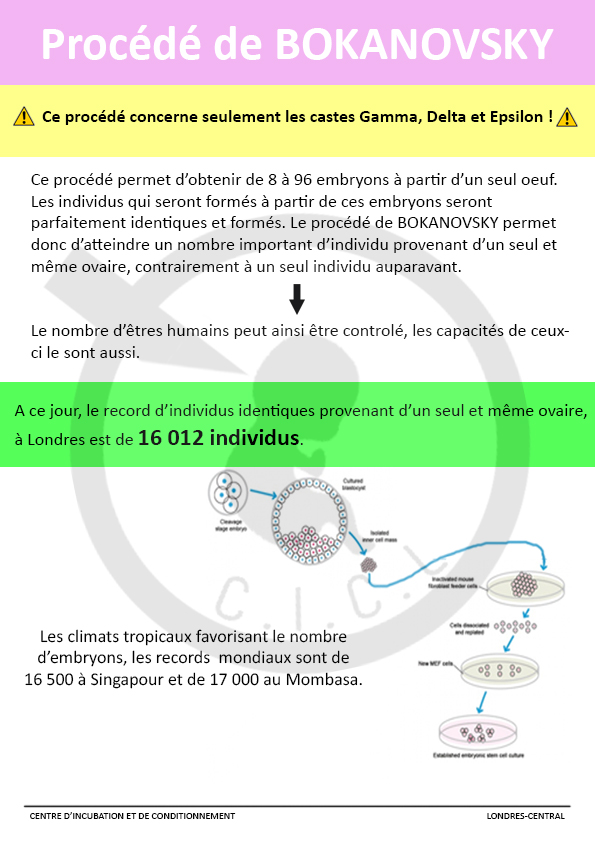 Procédé de BOKANOVSKY
Ce procédé concerne seulement les castes Gamma, Delta et Epsilon !
Ce procédé permet d’obtenir de 8 à 96 embryons à partir d’un seul oeuf.
Les individus qui seront formés à partir de ces embryons seront
parfaitement identiques et formés. Le procédé de BOKANOVSKY permet
donc d’atteindre un nombre important d’individu provenant d’un seul et
même ovaire, contrairement à un seul individu auparavant.
Le nombre d’êtres humains peut ainsi être controlé, les capacités de ceux-
ci le sont aussi.
A ce jour, le record d’individus identiques provenant d’un seul et même ovaire,
à Londres est de 16 012 individus.
Cultured
blastocyst
Cleavage
stage embryo
Isolated
inner cell mass
C.I.C.L
Inactivated mouse
fibroblast feeder cells
Cells dissociated
and replated
New MEF cells
Established embryonic stem cell culture
Les climats tropicaux favorisant le nombre
d’embryons, les records mondiaux sont de
16 500 à Singapour et de 17 000 au Mombasa.
CENTRE D’INCUBATION ET DE CONDITIONNEMENT
LONDRES-CENTRAL